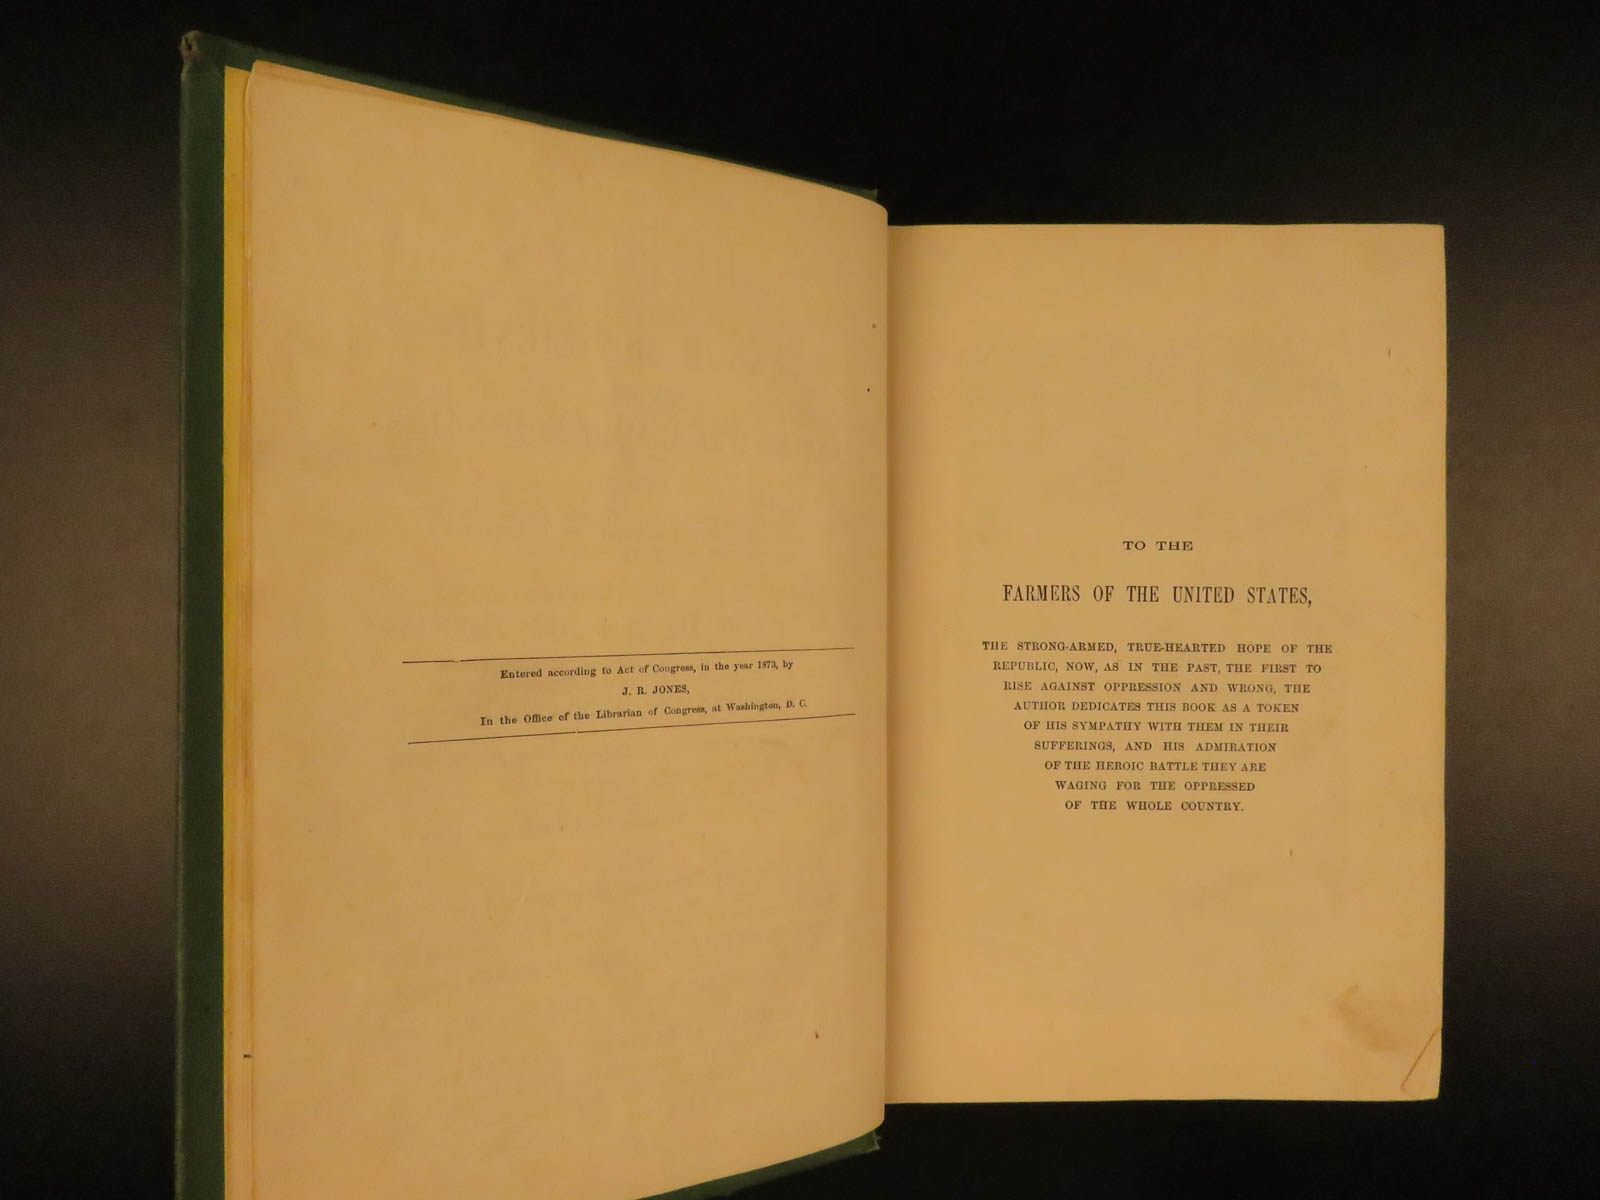 Entered according to Act of Congress, in the year 1873, by
J. R. JONES,
In the Office of the Librarian of Congress, at Washington, D. C.
TO THE
FARMERS OF THE UNITED STATES,
THE STRONG-ARMED, TRUE-HEARTED HOPE OF THE
REPUBLIC, NOW, AS IN THE PAST, THE FIRST TO
RISE AGAINST OPPRESSION AND WRONG, THE
AUTHOR DEDICATES THIS BOOK AS A TOKEN
OF HIS SYMPATHY WITH THEM IN THEIR
SUFFERINGS, AND HIS ADMIRATION
OF THE HEROIC BATTLE THEY ARE
WAGING FOR THE OPPRESSED
OF THE WHOLE COUNTRY.